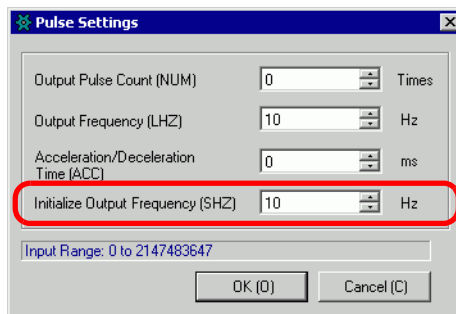 Pulse Settings
Output Pulse Count (NUM) 0 Times
Output Frequency (LHZ) 10 Hz
Acceleration/Deceleration
Time (ACC) 0 ms
Initialize Output Frequency (SHZ) 10 Hz
Input Range: 0 to 2147483647
OK (O) Cancel (C)